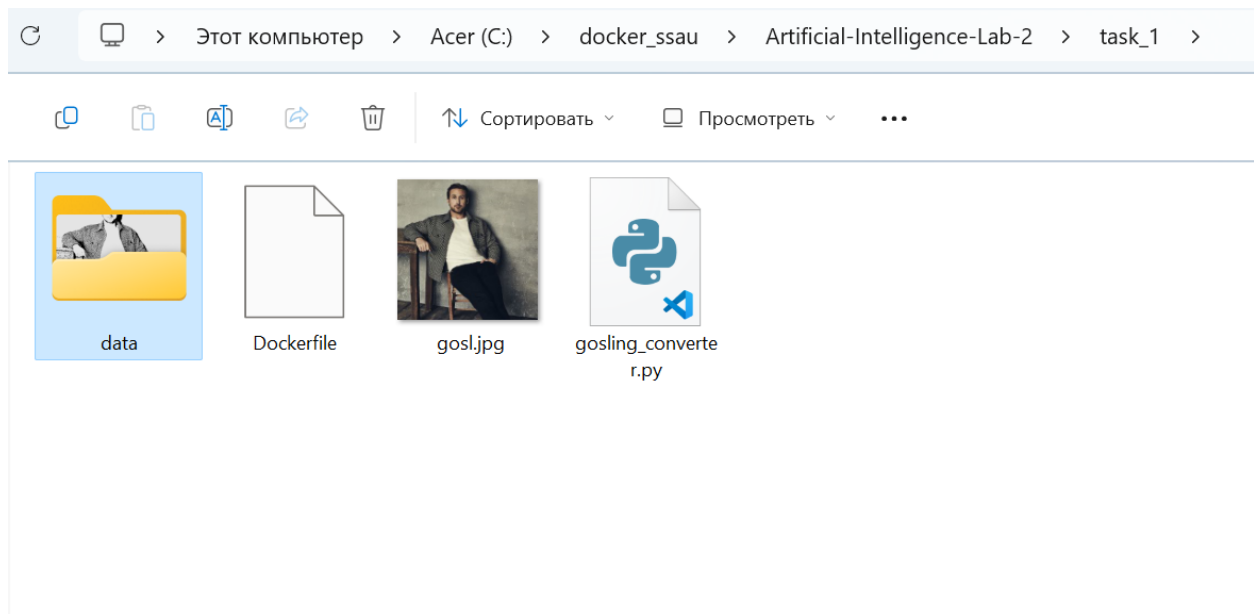 Этот компьютер > Acer (C:) > docker_ssau > Artificial-Intelligence-Lab-2 > task_1 >
Сортировать Просмотреть
data Dockerfile gosl.jpg gosling_converte
r.py